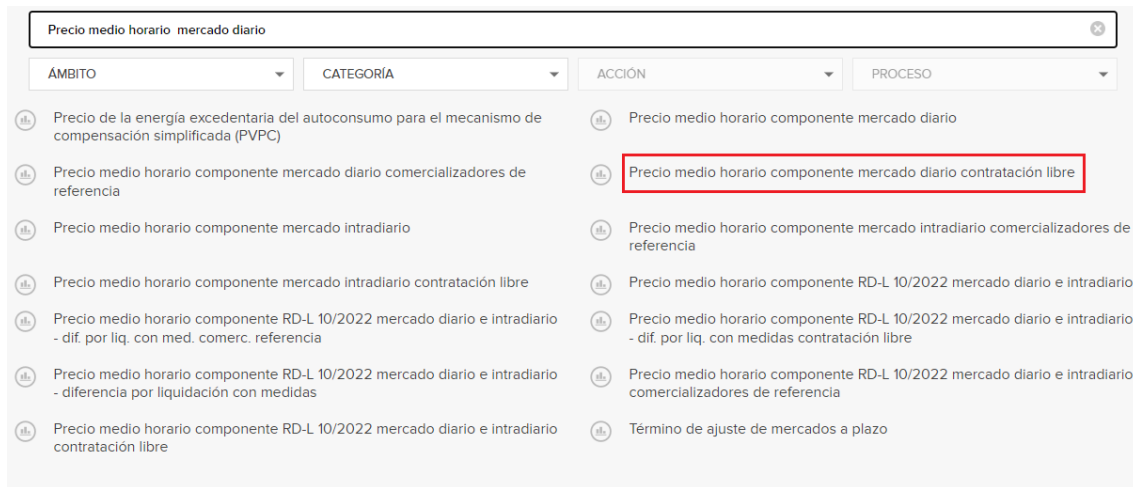 Precio medio horario  mercado diario
ÁMBITO
CATEGORÍA
ACCIÓN
PROCESO
Precio de la energía excedentaria del autoconsumo para el mecanismo de
compensación simplificada (PVPC)
Precio medio horario componente mercado diario
Precio medio horario componente mercado diario comercializadores de
referencia
Precio medio horario componente mercado diario contratación libre
Precio medio horario componente mercado intradiario
Precio medio horario componente mercado intradiario comercializadores de
referencia
Precio medio horario componente mercado intradiario contratación libre
Precio medio horario componente RD-L 10/2022 mercado diario e intradiario
Precio medio horario componente RD-L 10/2022 mercado diario e intradiario
- dif. por liq. con med. comerc. referencia
Precio medio horario componente RD-L 10/2022 mercado diario e intradiario
- dif. por liq. con medidas contratación libre
Precio medio horario componente RD-L 10/2022 mercado diario e intradiario
- diferencia por liquidación con medidas
Precio medio horario componente RD-L 10/2022 mercado diario e intradiario
comercializadores de referencia
Precio medio horario componente RD-L 10/2022 mercado diario e intradiario
contratación libre
Término de ajuste de mercados a plazo